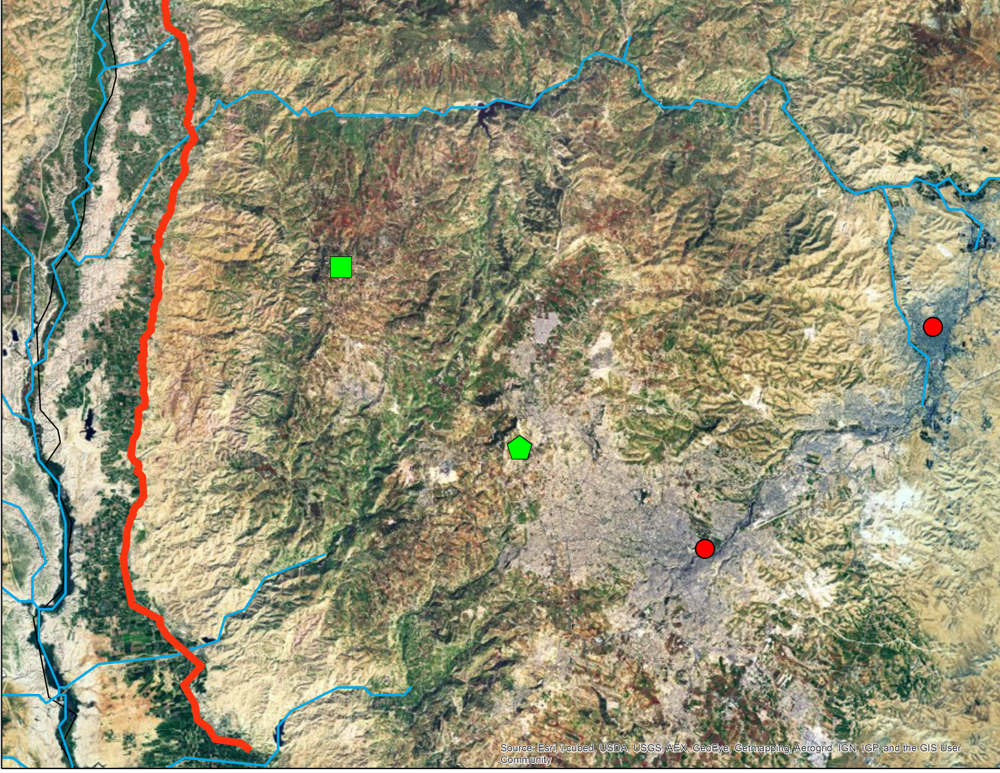 Source: Esri, i-cubed, USDA, USGS, AEX, GeoEye, Getmapping, Aerogrid, IGN, IGP, and the GIS User
Community